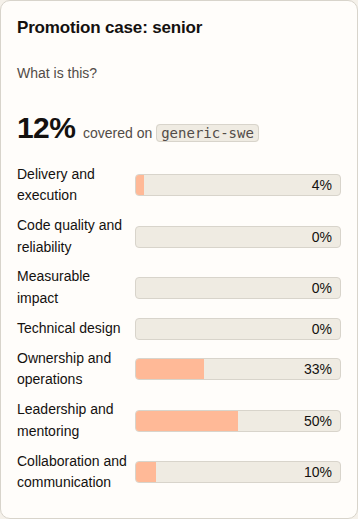 Promotion case: senior
What is this?
12% covered on generic-swe
Delivery and
execution
4%
Code quality and
reliability
0%
Measurable
impact
0%
Technical design
0%
Ownership and
operations
33%
Leadership and
mentoring
50%
Collaboration and
communication
10%